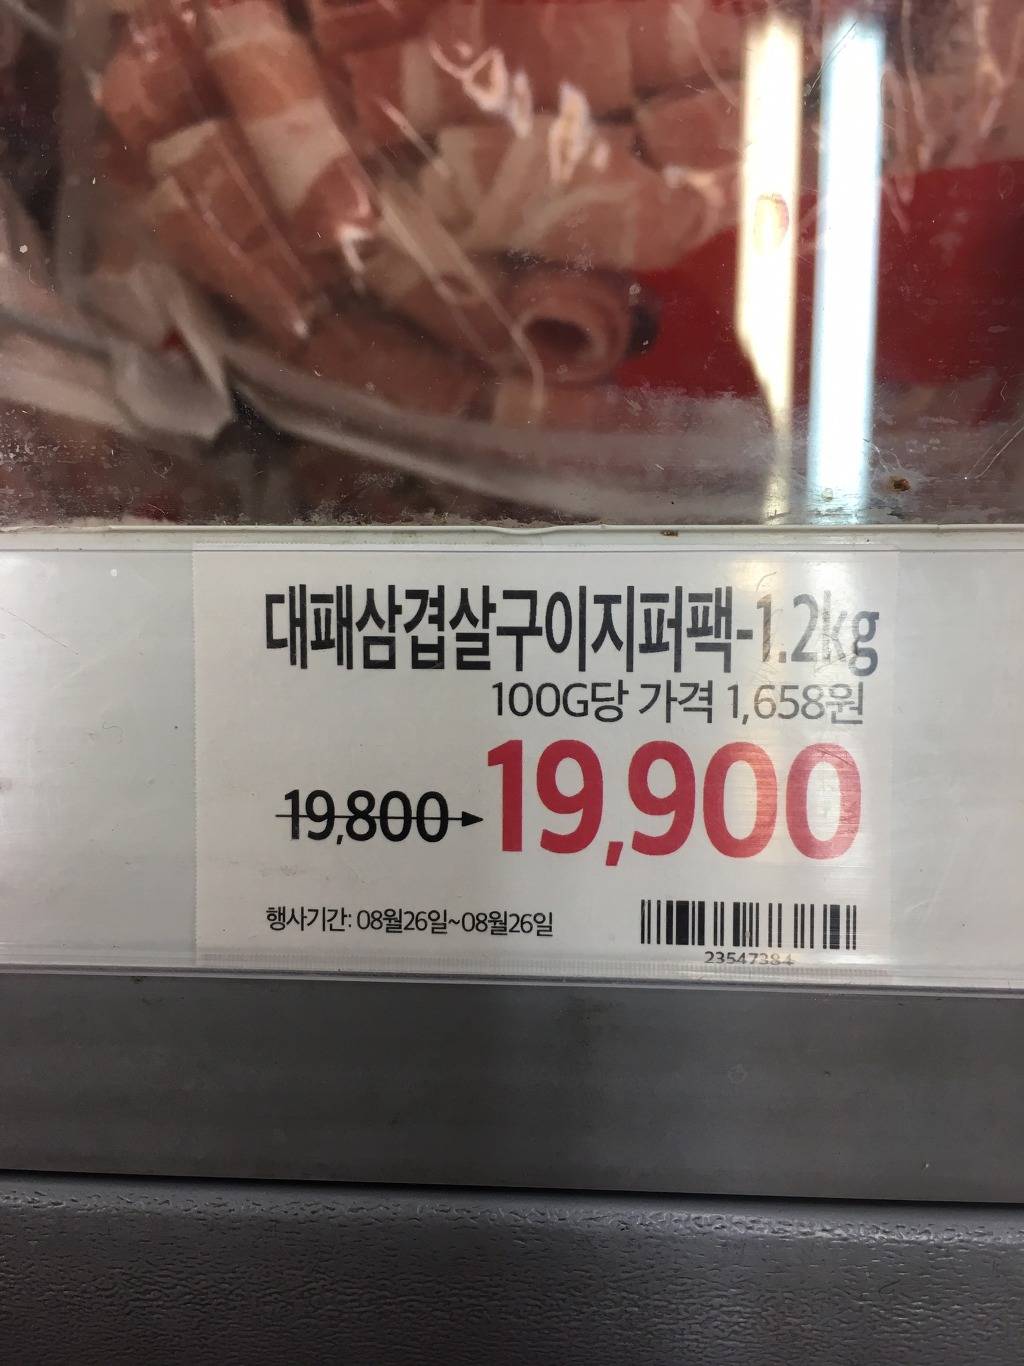 대패삼겹살구이지퍼팩-1.2kg
100G당 가격 1,658원
19,800 19,900
행사기간: 08월26일~08월26일
23547384